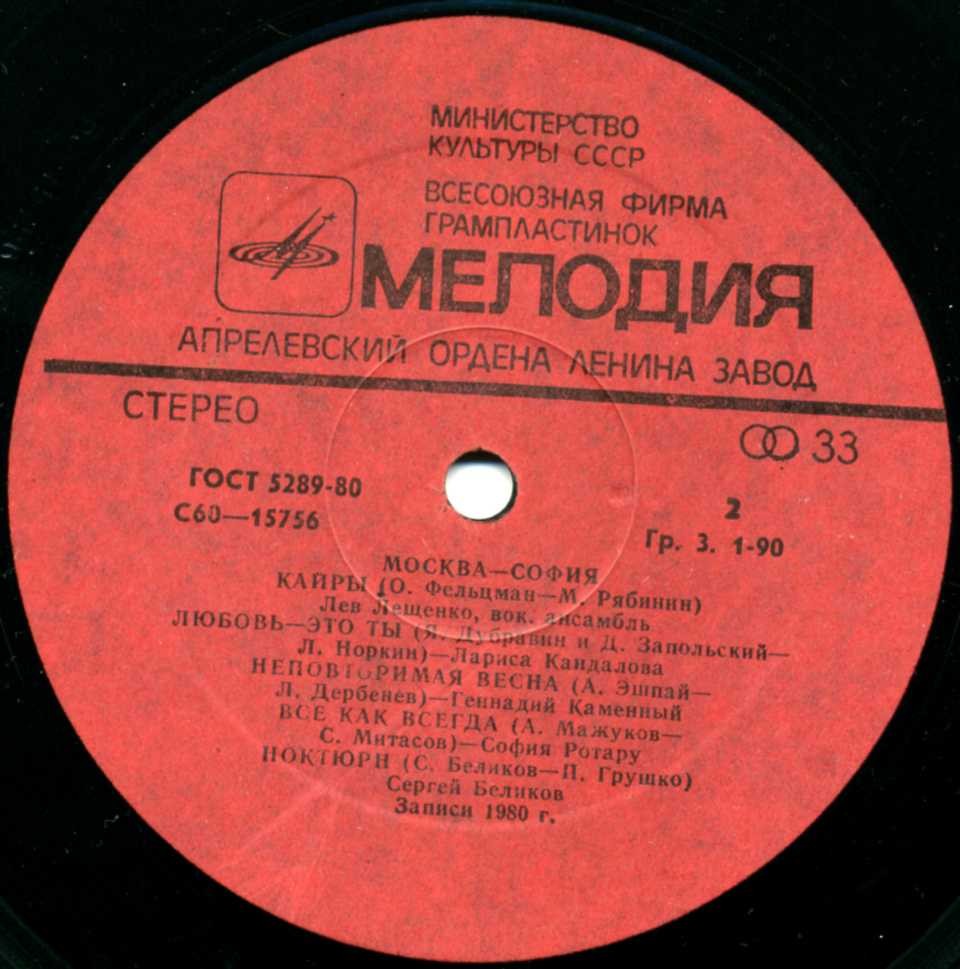 МИНИСТЕРСТВО
КУЛЬТУРЫ СССР
ВСЕСОЮЗНАЯ ФИРМА
ГРАМПЛАСТИНОК
МЕЛОДИЯ
АПРЕЛЕВСКИЙ ОРДЕНА ЛЕНИНА ЗАВОД
СТЕРЕО
33
ГОСТ 5289-80
С60—15756
2
Гр. 3. 1-90
МОСКВА—СОФИЯ
КАЙРЫ (О. Фельцман—М. Рябинин)
Лев Лещенко, вок. ансамбль
ЛЮБОВЬ—ЭТО ТЫ (Я. Дубравин и Д. Запольский—
Л. Норкин)—Лариса Кандалова
НЕПОВТОРИМАЯ ВЕСНА (А. Эшпай—
Л. Дербенев)—Геннадий Каменный
ВСЕ КАК ВСЕГДА (А. Мажуков—
С. Митасов)—София Ротару
НОКТЮРН (С. Беликов—П. Грушко)
Сергей Беликов
Записи 1980 г.